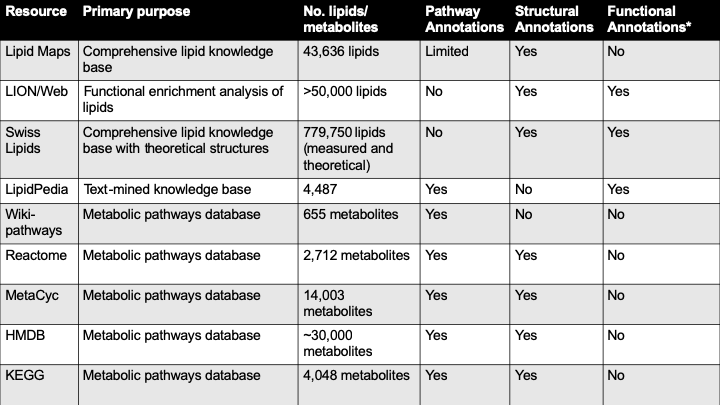 Resource Primary purpose No. lipids/ Pathway Structural Functional
metabolites Annotations Annotations Annotations*
Lipid Maps Comprehensive lipid knowledge 43,636 lipids Limited Yes No
base
LION/Web Functional enrichment analysis of >50,000 lipids No Yes Yes
lipids
Swiss Comprehensive lipid knowledge 779,750 lipids No Yes Yes
Lipids base with theoretical structures (measured and
theoretical)
LipidPedia Text-mined knowledge base 4,487 Yes No Yes
Wiki- Metabolic pathways database 655 metabolites Yes No No
pathways
Reactome Metabolic pathways database 2,712 metabolites Yes Yes No
MetaCyc Metabolic pathways database 14,003 Yes Yes No
metabolites
HMDB Metabolic pathways database ~30,000 Yes Yes No
metabolites
KEGG Metabolic pathways database 4,048 metabolites Yes Yes No